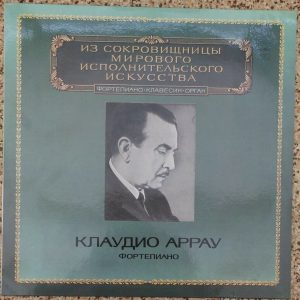 ИЗ СОКРОВИЩНИЦЫ
МИРОВОГО
ИСПОЛНИТЕЛЬСКОГО
ИСКУССТВА
ФОРТЕПИАНО•КЛАВЕСИН•ОРГАН
КЛАУДИО АРРАУ
ФОРТЕПИАНО